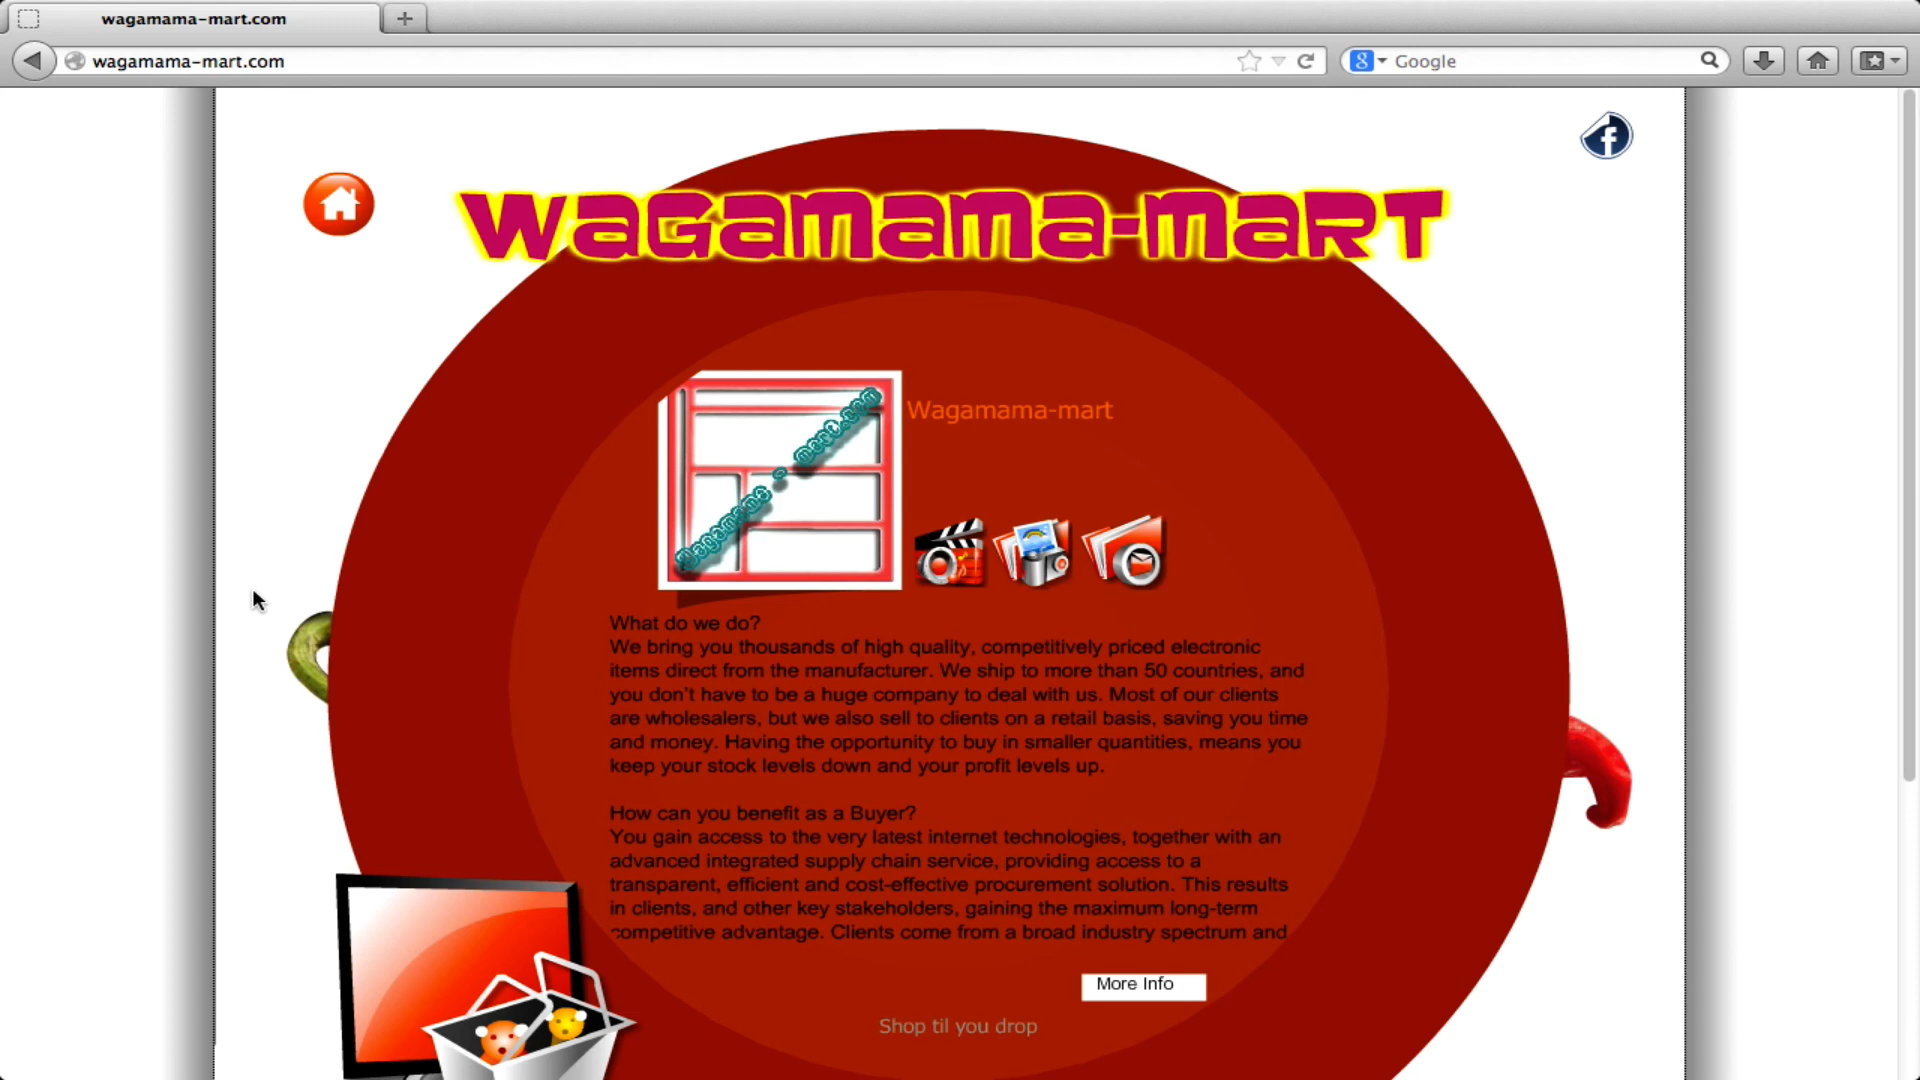 wagamama-mart.com
wagamama-mart.com
Google
WAGAMAMA-MART
Wagamama-mart
wagamama - mart.com
What do we do?
We bring you thousands of high quality, competitively priced electronic
items direct from the manufacturer. We ship to more than 50 countries, and
you don't have to be a huge company to deal with us. Most of our clients
are wholesalers, but we also sell to clients on a retail basis, saving you time
and money. Having the opportunity to buy in smaller quantities, means you
keep your stock levels down and your profit levels up.
How can you benefit as a Buyer?
You gain access to the very latest internet technologies, together with an
advanced integrated supply chain service, providing access to a
transparent, efficient and cost-effective procurement solution. This results
in clients, and other key stakeholders, gaining the maximum long-term
competitive advantage. Clients come from a broad industry spectrum and
More Info
Shop til you drop